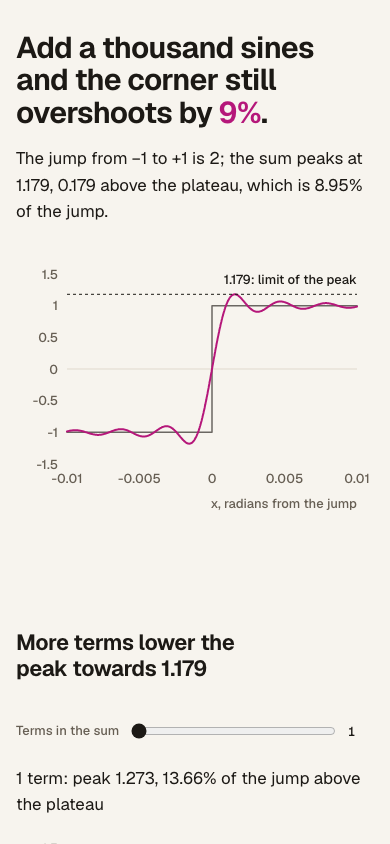 Add a thousand sines
and the corner still
overshoots by 9%.
The jump from −1 to +1 is 2; the sum peaks at
1.179, 0.179 above the plateau, which is 8.95%
of the jump.
1.5
1.179: limit of the peak
1
0.5
0
-0.5
-1
-1.5
-0.01 -0.005 0 0.005 0.01
x, radians from the jump
More terms lower the
peak towards 1.179
Terms in the sum 1
1 term: peak 1.273, 13.66% of the jump above
the plateau